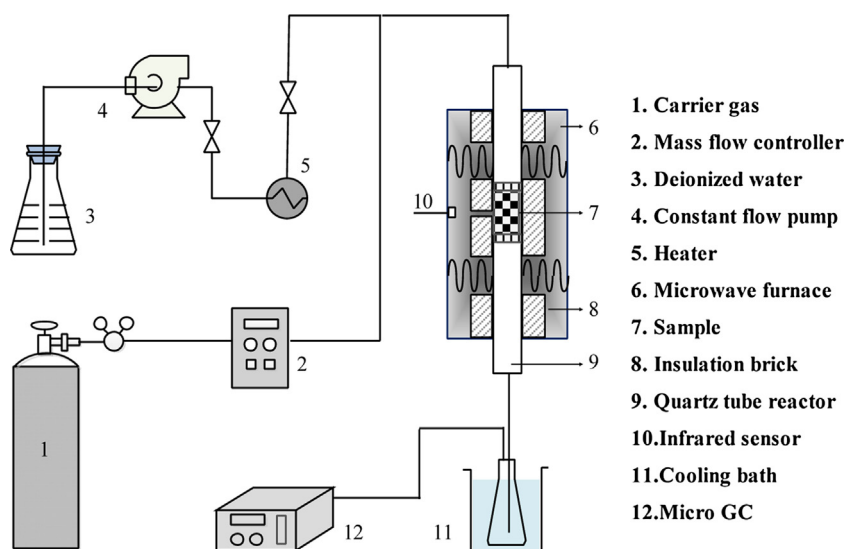 4
5
3
10
6
7
8
9
2
1
12
11
1. Carrier gas
2. Mass flow controller
3. Deionized water
4. Constant flow pump
5. Heater
6. Microwave furnace
7. Sample
8. Insulation brick
9. Quartz tube reactor
10.Infrared sensor
11.Cooling bath
12.Micro GC